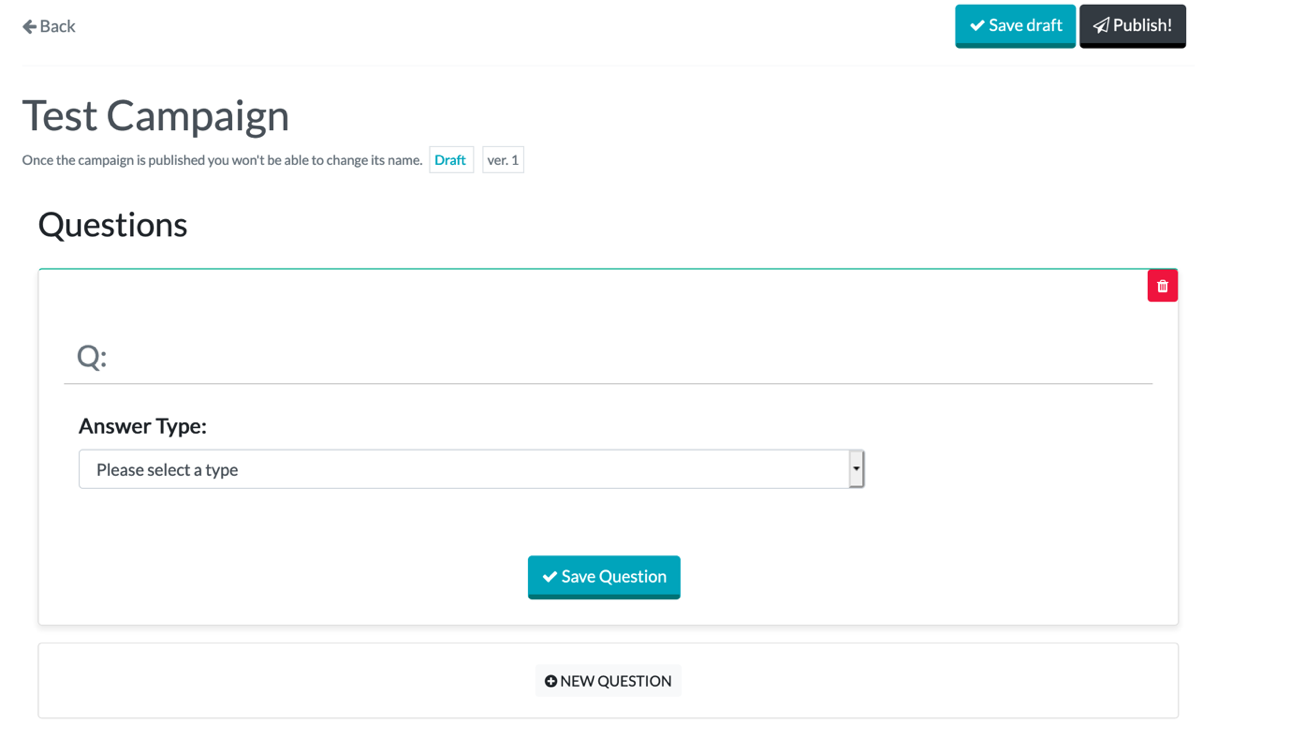 Back
Save draft
Publish!
Test Campaign
Once the campaign is published you won't be able to change its name. Draft ver. 1
Questions
Q:
Answer Type:
Please select a type
Save Question
NEW QUESTION